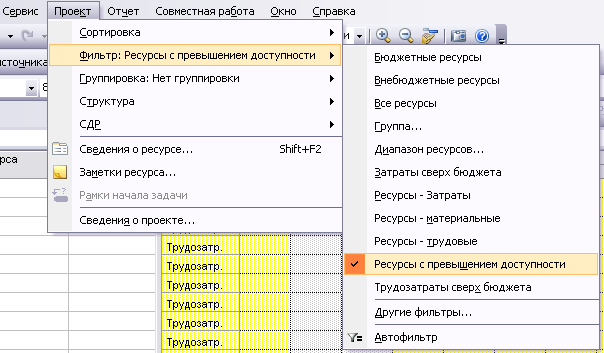 Сервис Проект Отчет Совместная работа Окно Справка
Сортировка
Фильтр: Ресурсы с превышением доступности
Группировка: Нет группировки
Структура
СДР
Сведения о ресурсе... Shift+F2
Заметки ресурса...
Рамки начала задачи
Сведения о проекте...
Бюджетные ресурсы
Внебюджетные ресурсы
Все ресурсы
Группа...
Диапазон ресурсов...
Затраты сверх бюджета
Ресурсы - Затраты
Ресурсы - материальные
Ресурсы - трудовые
Ресурсы с превышением доступности
Трудозатраты сверх бюджета
Другие фильтры...
Автофильтр
Трудозатр.
Трудозатр.
Трудозатр.
Трудозатр.
Трудозатр.
Трудозатр.